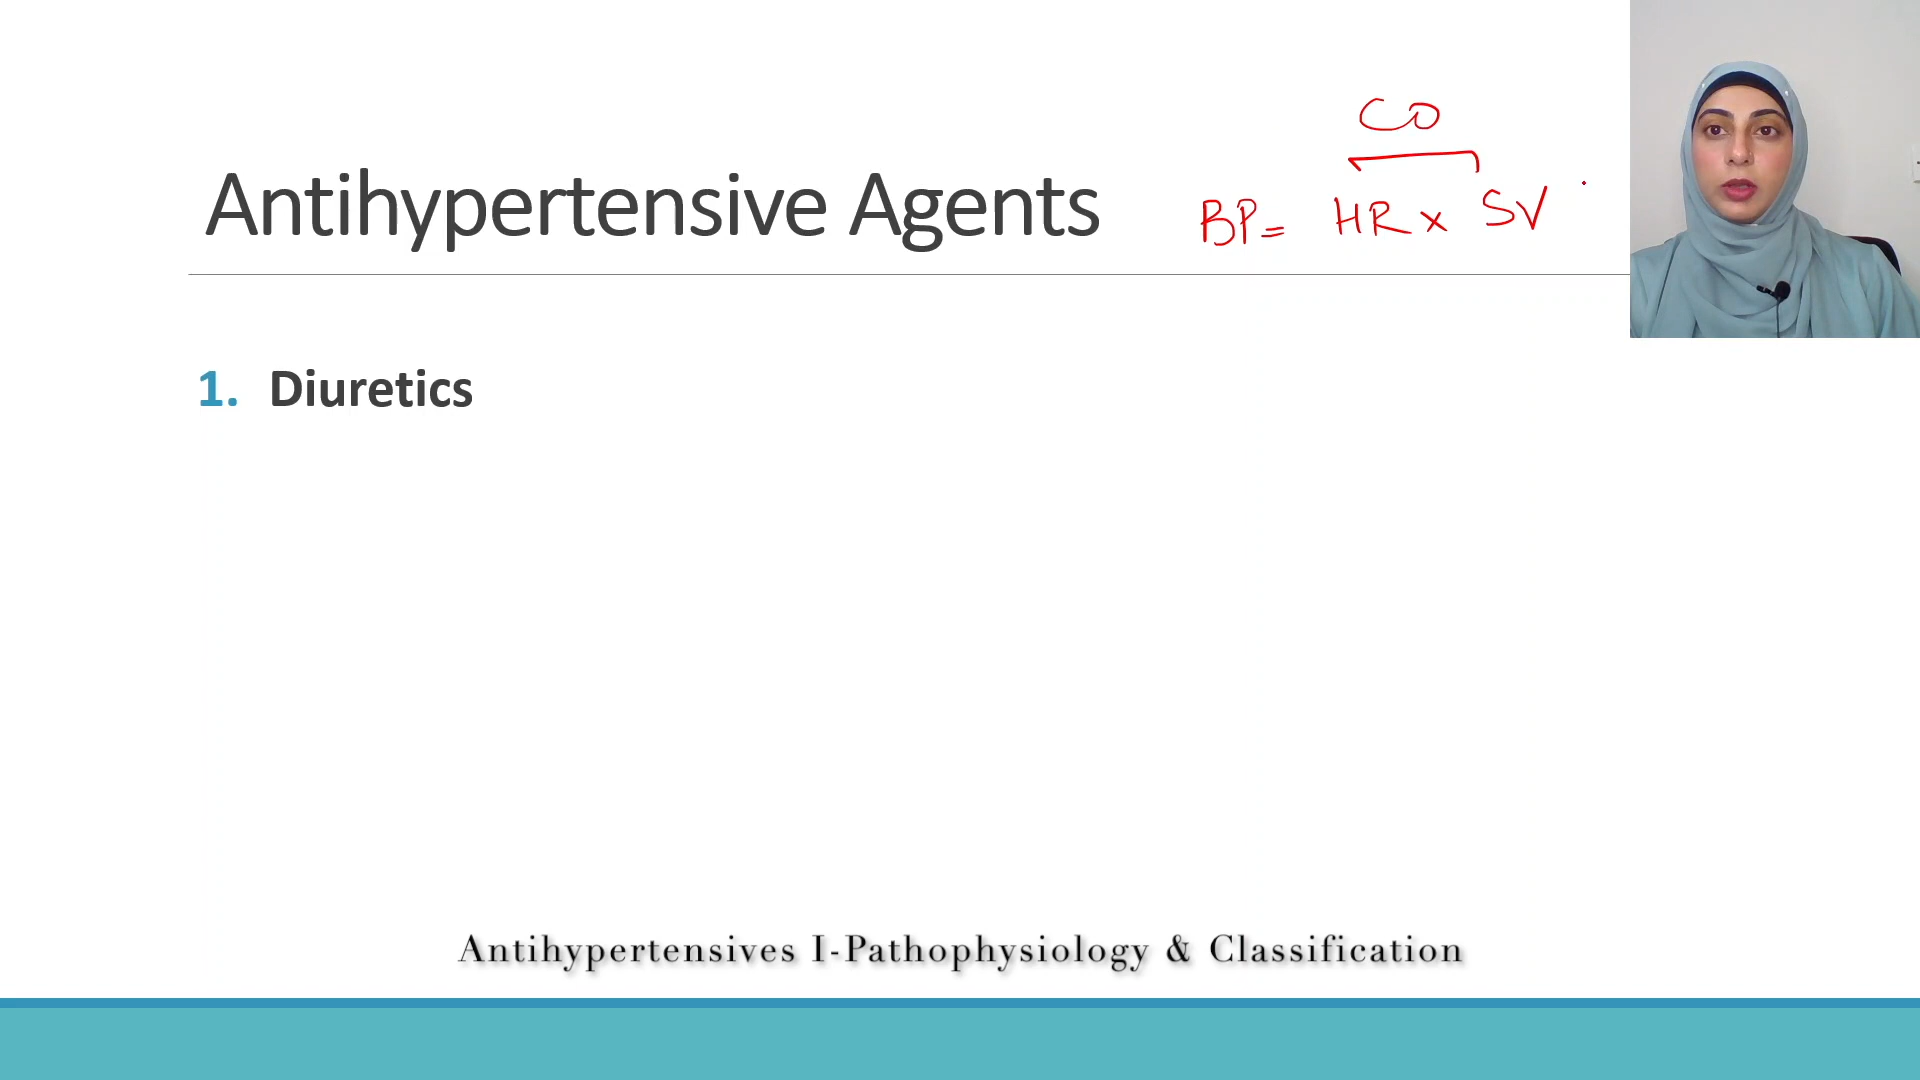 CO
Antihypertensive Agents
BP= HR x SV
1. Diuretics
Antihypertensives I-Pathophysiology & Classification